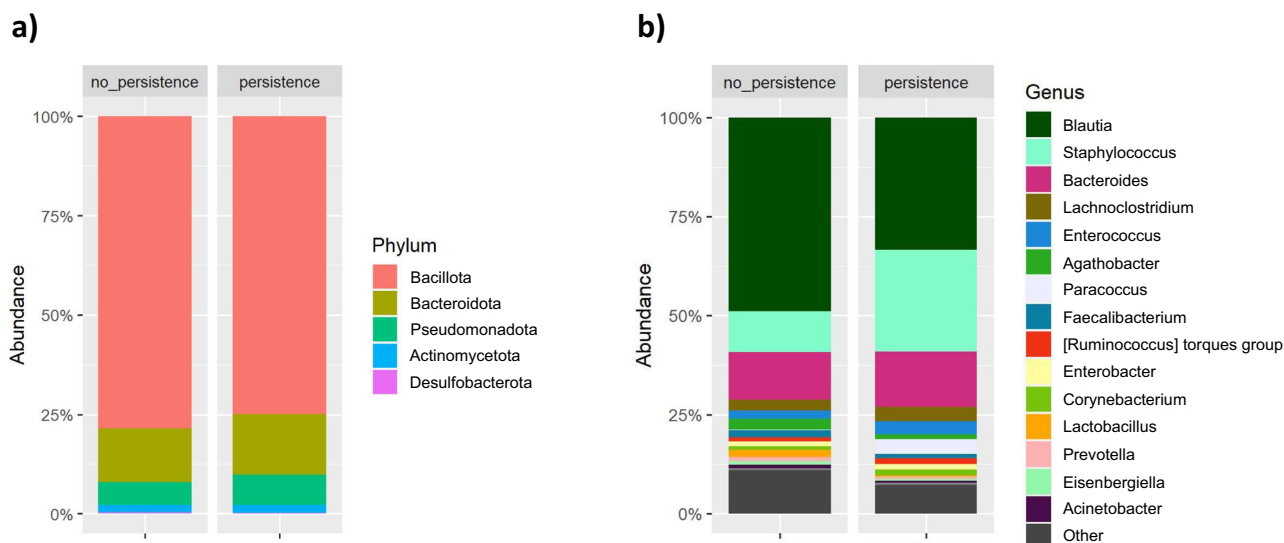 a)
no_persistence persistence
100%
75%
50%
25%
0%
Abundance
Phylum
Bacillota
Bacteroidota
Pseudomonadota
Actinomycetota
Desulfobacterota
b)
no_persistence persistence
100%
75%
50%
25%
0%
Abundance
Genus
Blautia
Staphylococcus
Bacteroides
Lachnoclostridium
Enterococcus
Agathobacter
Paracoccus
Faecalibacterium
[Ruminococcus] torques group
Enterobacter
Corynebacterium
Lactobacillus
Prevotella
Eisenbergiella
Acinetobacter
Other